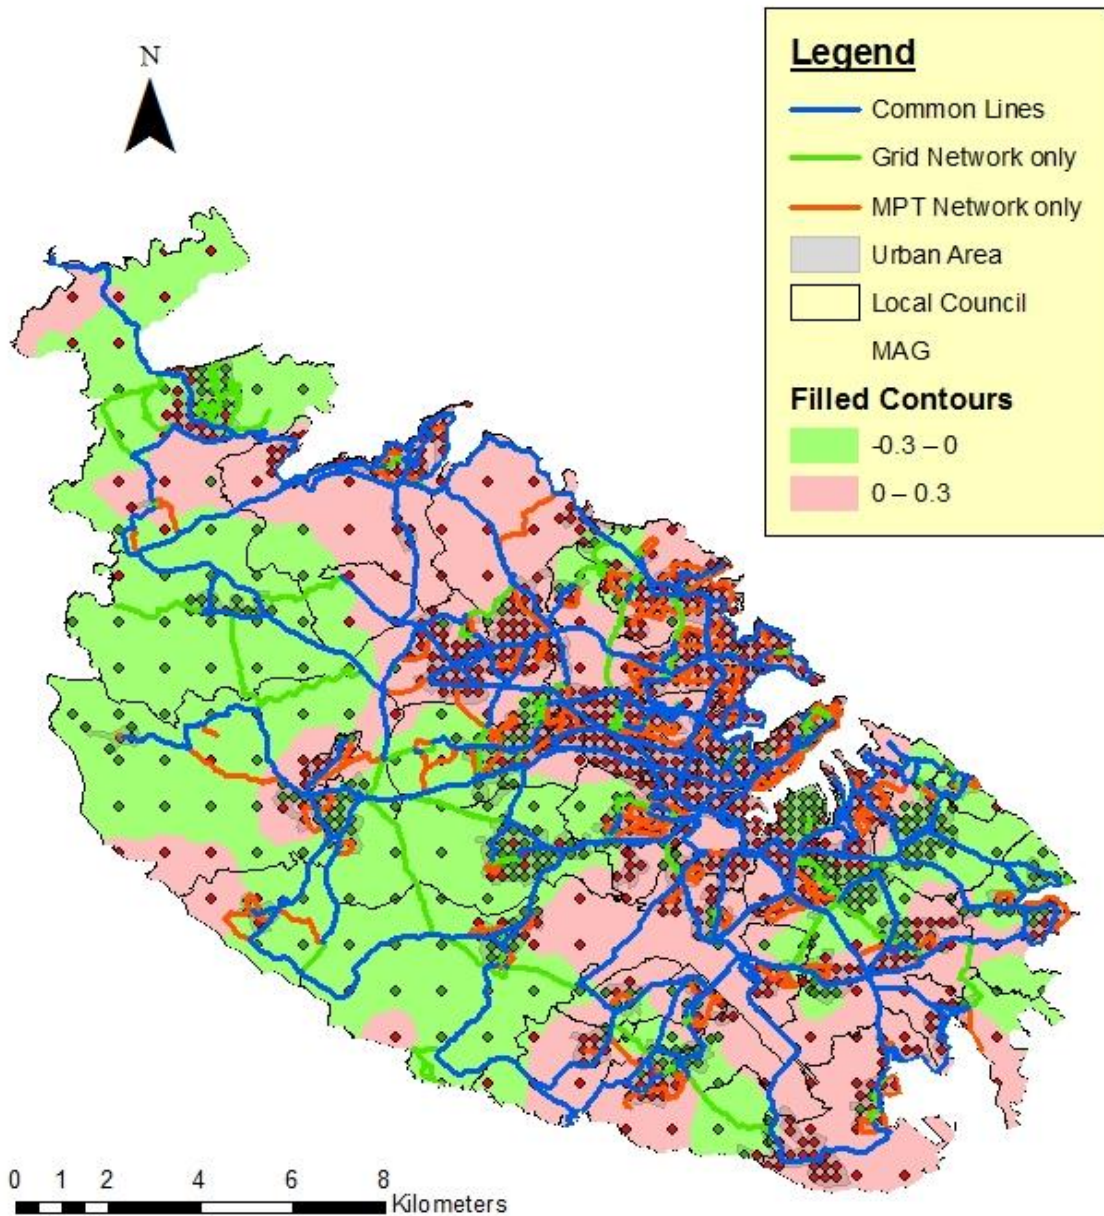 N
Legend
Common Lines
Grid Network only
MPT Network only
Urban Area
Local Council
MAG
Filled Contours
-0.3 – 0
0 – 0.3
0 1 2 4 6 8
Kilometers